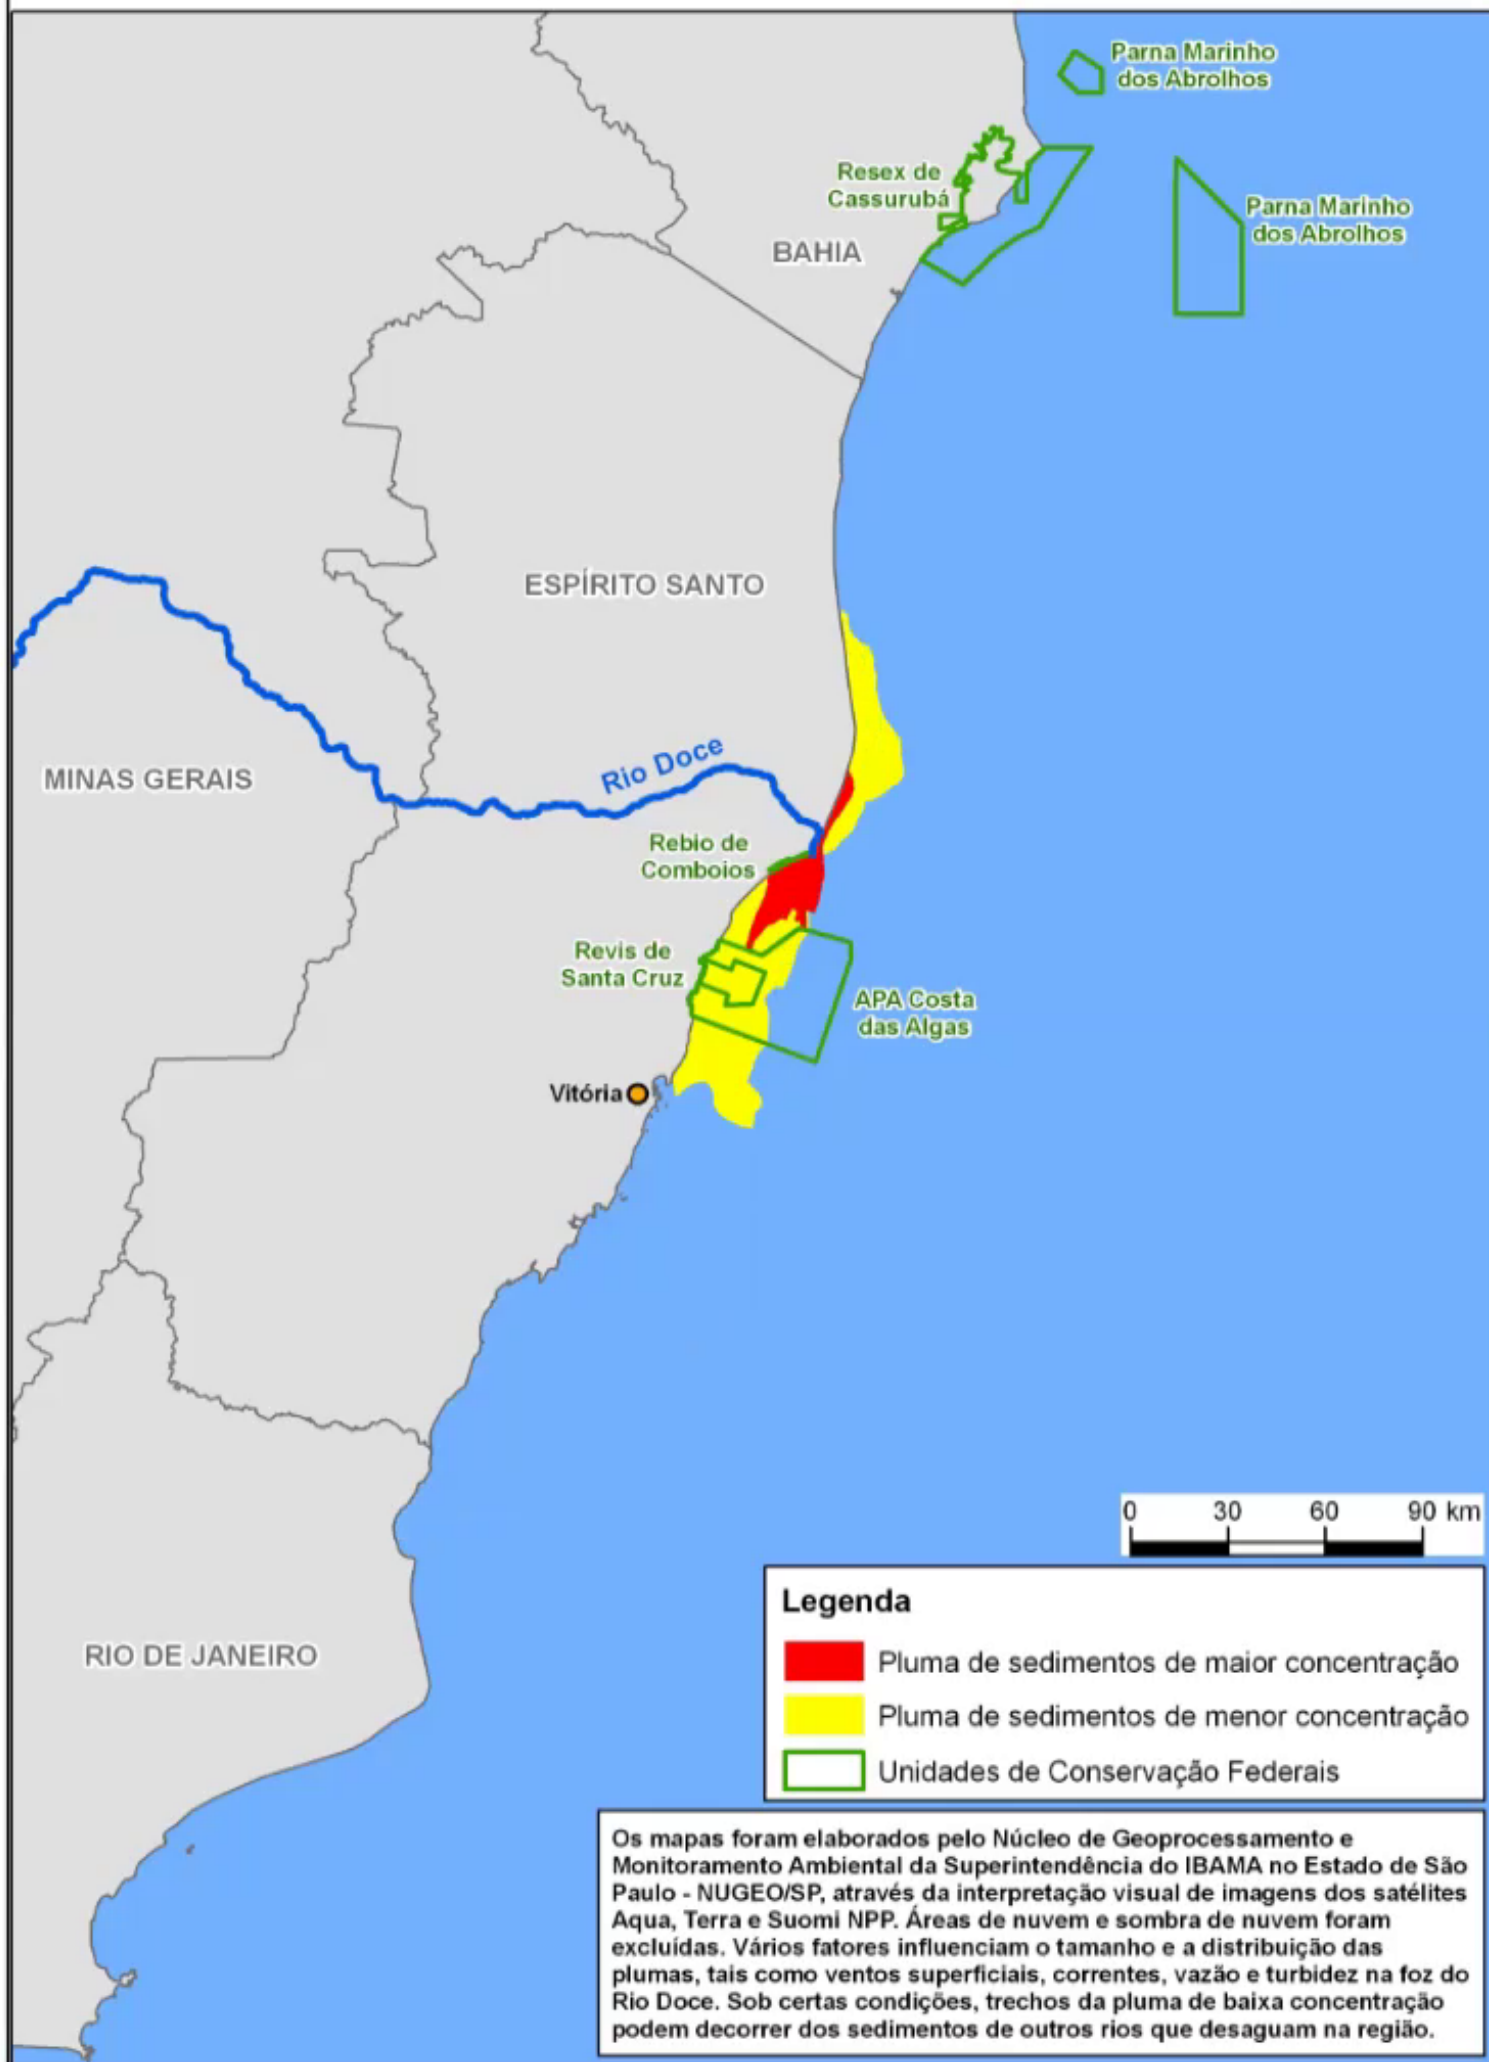 Parna Marinho
dos Abrolhos
Resex de
Cassurubá
Parna Marinho
dos Abrolhos
BAHIA
ESPÍRITO SANTO
MINAS GERAIS
Rio Doce
Rebio de
Comboios
Revis de
Santa Cruz
APA Costa
das Algas
Vitória
RIO DE JANEIRO
0 30 60 90 km
Legenda
Pluma de sedimentos de maior concentração
Pluma de sedimentos de menor concentração
Unidades de Conservação Federais
Os mapas foram elaborados pelo Núcleo de Geoprocessamento e
Monitoramento Ambiental da Superintendência do IBAMA no Estado de São
Paulo - NUGEO/SP, através da interpretação visual de imagens dos satélites
Aqua, Terra e Suomi NPP. Áreas de nuvem e sombra de nuvem foram
excluídas. Vários fatores influenciam o tamanho e a distribuição das
plumas, tais como ventos superficiais, correntes, vazão e turbidez na foz do
Rio Doce. Sob certas condições, trechos da pluma de baixa concentração
podem decorrer dos sedimentos de outros rios que desaguam na região.